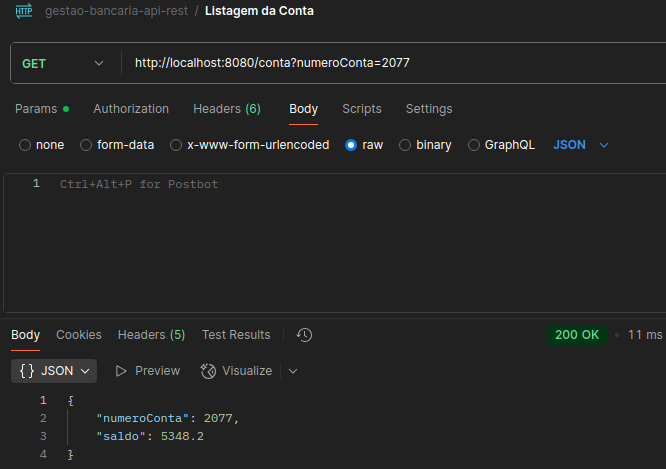 HTTP gestao-bancaria-api-rest / Listagem da Conta
GET http://localhost:8080/conta?numeroConta=2077
Params Authorization Headers (6) Body Scripts Settings
none form-data x-www-form-urlencoded raw binary GraphQL JSON
1 Ctrl+Alt+P for Postbot
Body Cookies Headers (5) Test Results 200 OK 11 ms
{} JSON Preview Visualize
1 {
2 "numeroConta": 2077,
3 "saldo": 5348.2
4 }